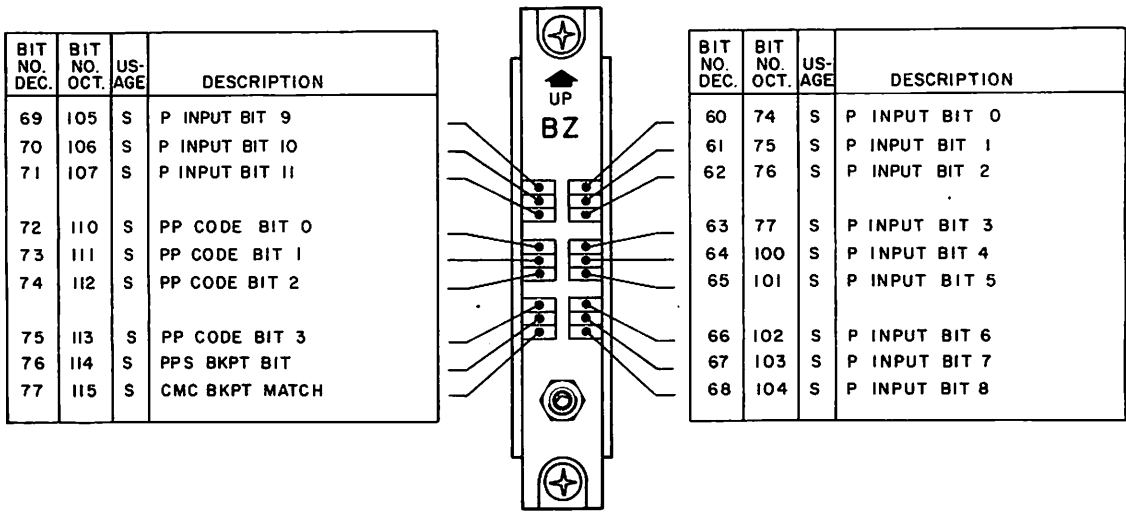 BIT NO. DEC. BIT NO. OCT. US-AGE DESCRIPTION
69 105 S P INPUT BIT 9
70 106 S P INPUT BIT 10
71 107 S P INPUT BIT 11
72 110 S PP CODE BIT 0
73 111 S PP CODE BIT 1
74 112 S PP CODE BIT 2
75 113 S PP CODE BIT 3
76 114 S PPS BKPT BIT
77 115 S CMC BKPT MATCH
UP
BZ
BIT NO. DEC. BIT NO. OCT. US-AGE DESCRIPTION
60 74 S P INPUT BIT 0
61 75 S P INPUT BIT 1
62 76 S P INPUT BIT 2
63 77 S P INPUT BIT 3
64 100 S P INPUT BIT 4
65 101 S P INPUT BIT 5
66 102 S P INPUT BIT 6
67 103 S P INPUT BIT 7
68 104 S P INPUT BIT 8